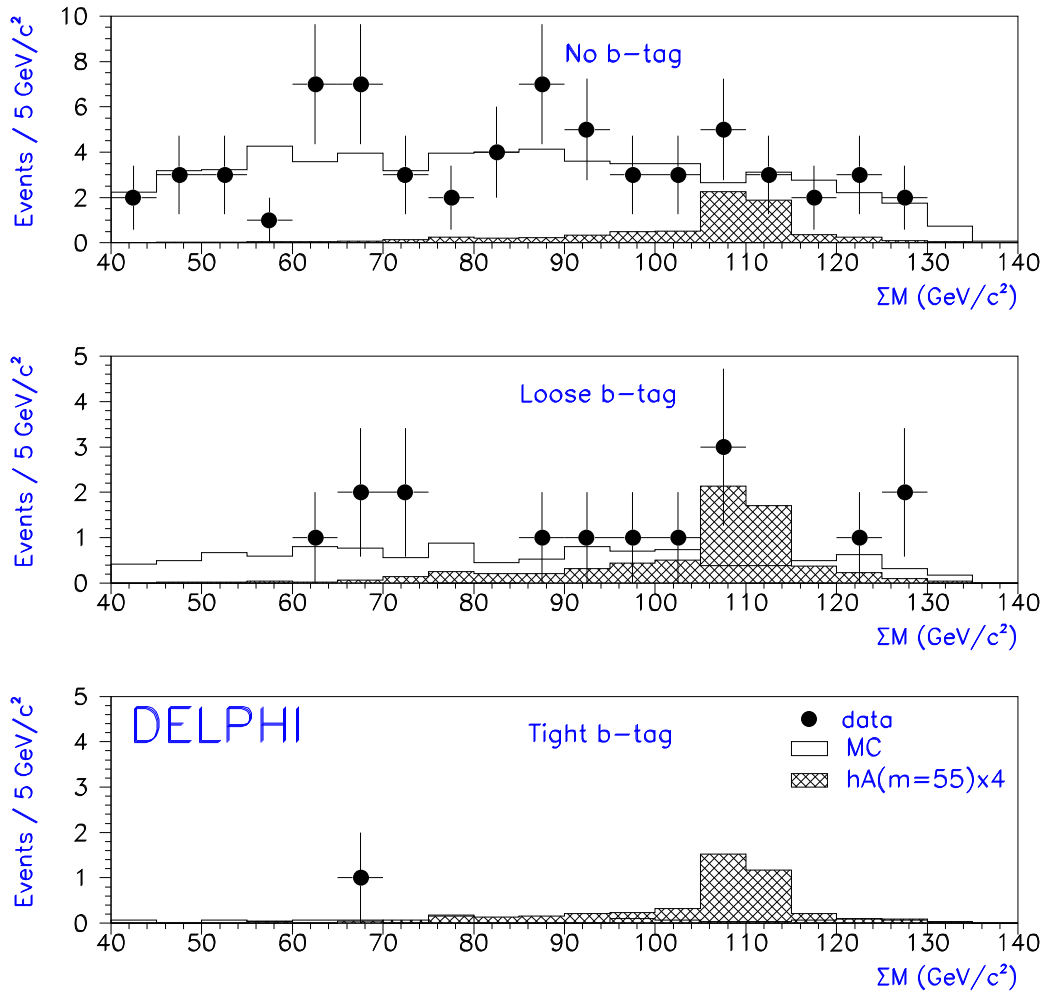 Events / 5 GeV/c²
10
8
6
4
2
0
No b-tag
40 50 60 70 80 90 100 110 120 130 140
ΣM (GeV/c²)
Events / 5 GeV/c²
5
4
3
2
1
0
Loose b-tag
40 50 60 70 80 90 100 110 120 130 140
ΣM (GeV/c²)
Events / 5 GeV/c²
5
4
3
2
1
0
DELPHI
Tight b-tag
data
MC
hA(m=55)x4
40 50 60 70 80 90 100 110 120 130 140
ΣM (GeV/c²)